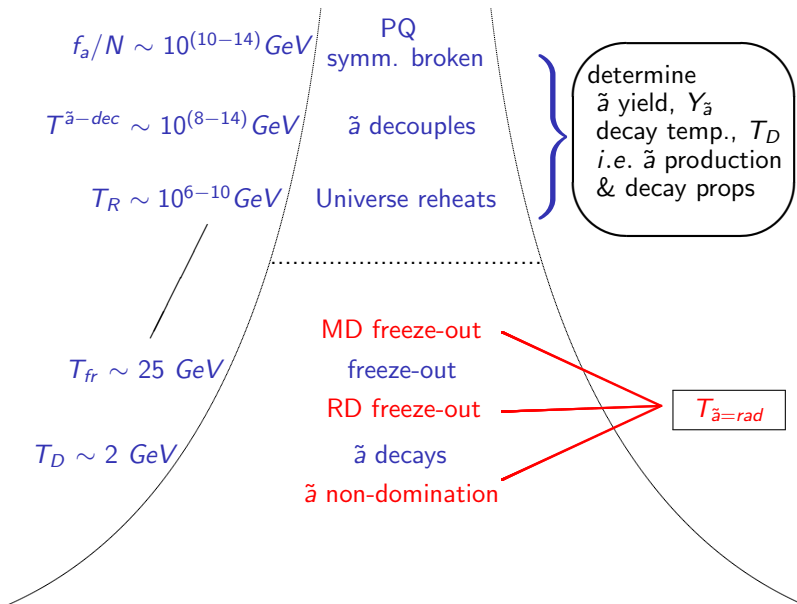 f_a/N ∼ 10^(10−14) GeV
PQ
symm. broken
T^ã−dec ∼ 10^(8−14) GeV
ã decouples
T_R ∼ 10^6−10 GeV
Universe reheats
determine
ã yield, Y_ã
decay temp., T_D
i.e. ã production
& decay props
MD freeze-out
T_fr ∼ 25 GeV
freeze-out
RD freeze-out
T_ã=rad
T_D ∼ 2 GeV
ã decays
ã non-domination